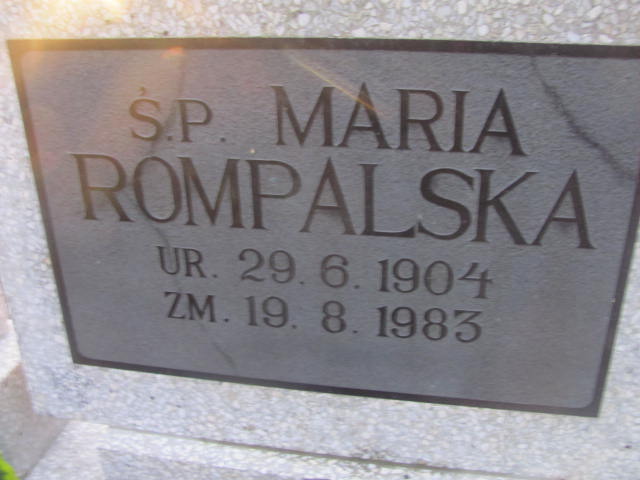 Ś.P. MARIA
ROMPALSKA
UR. 29. 6. 1904
ZM. 19. 8. 1983